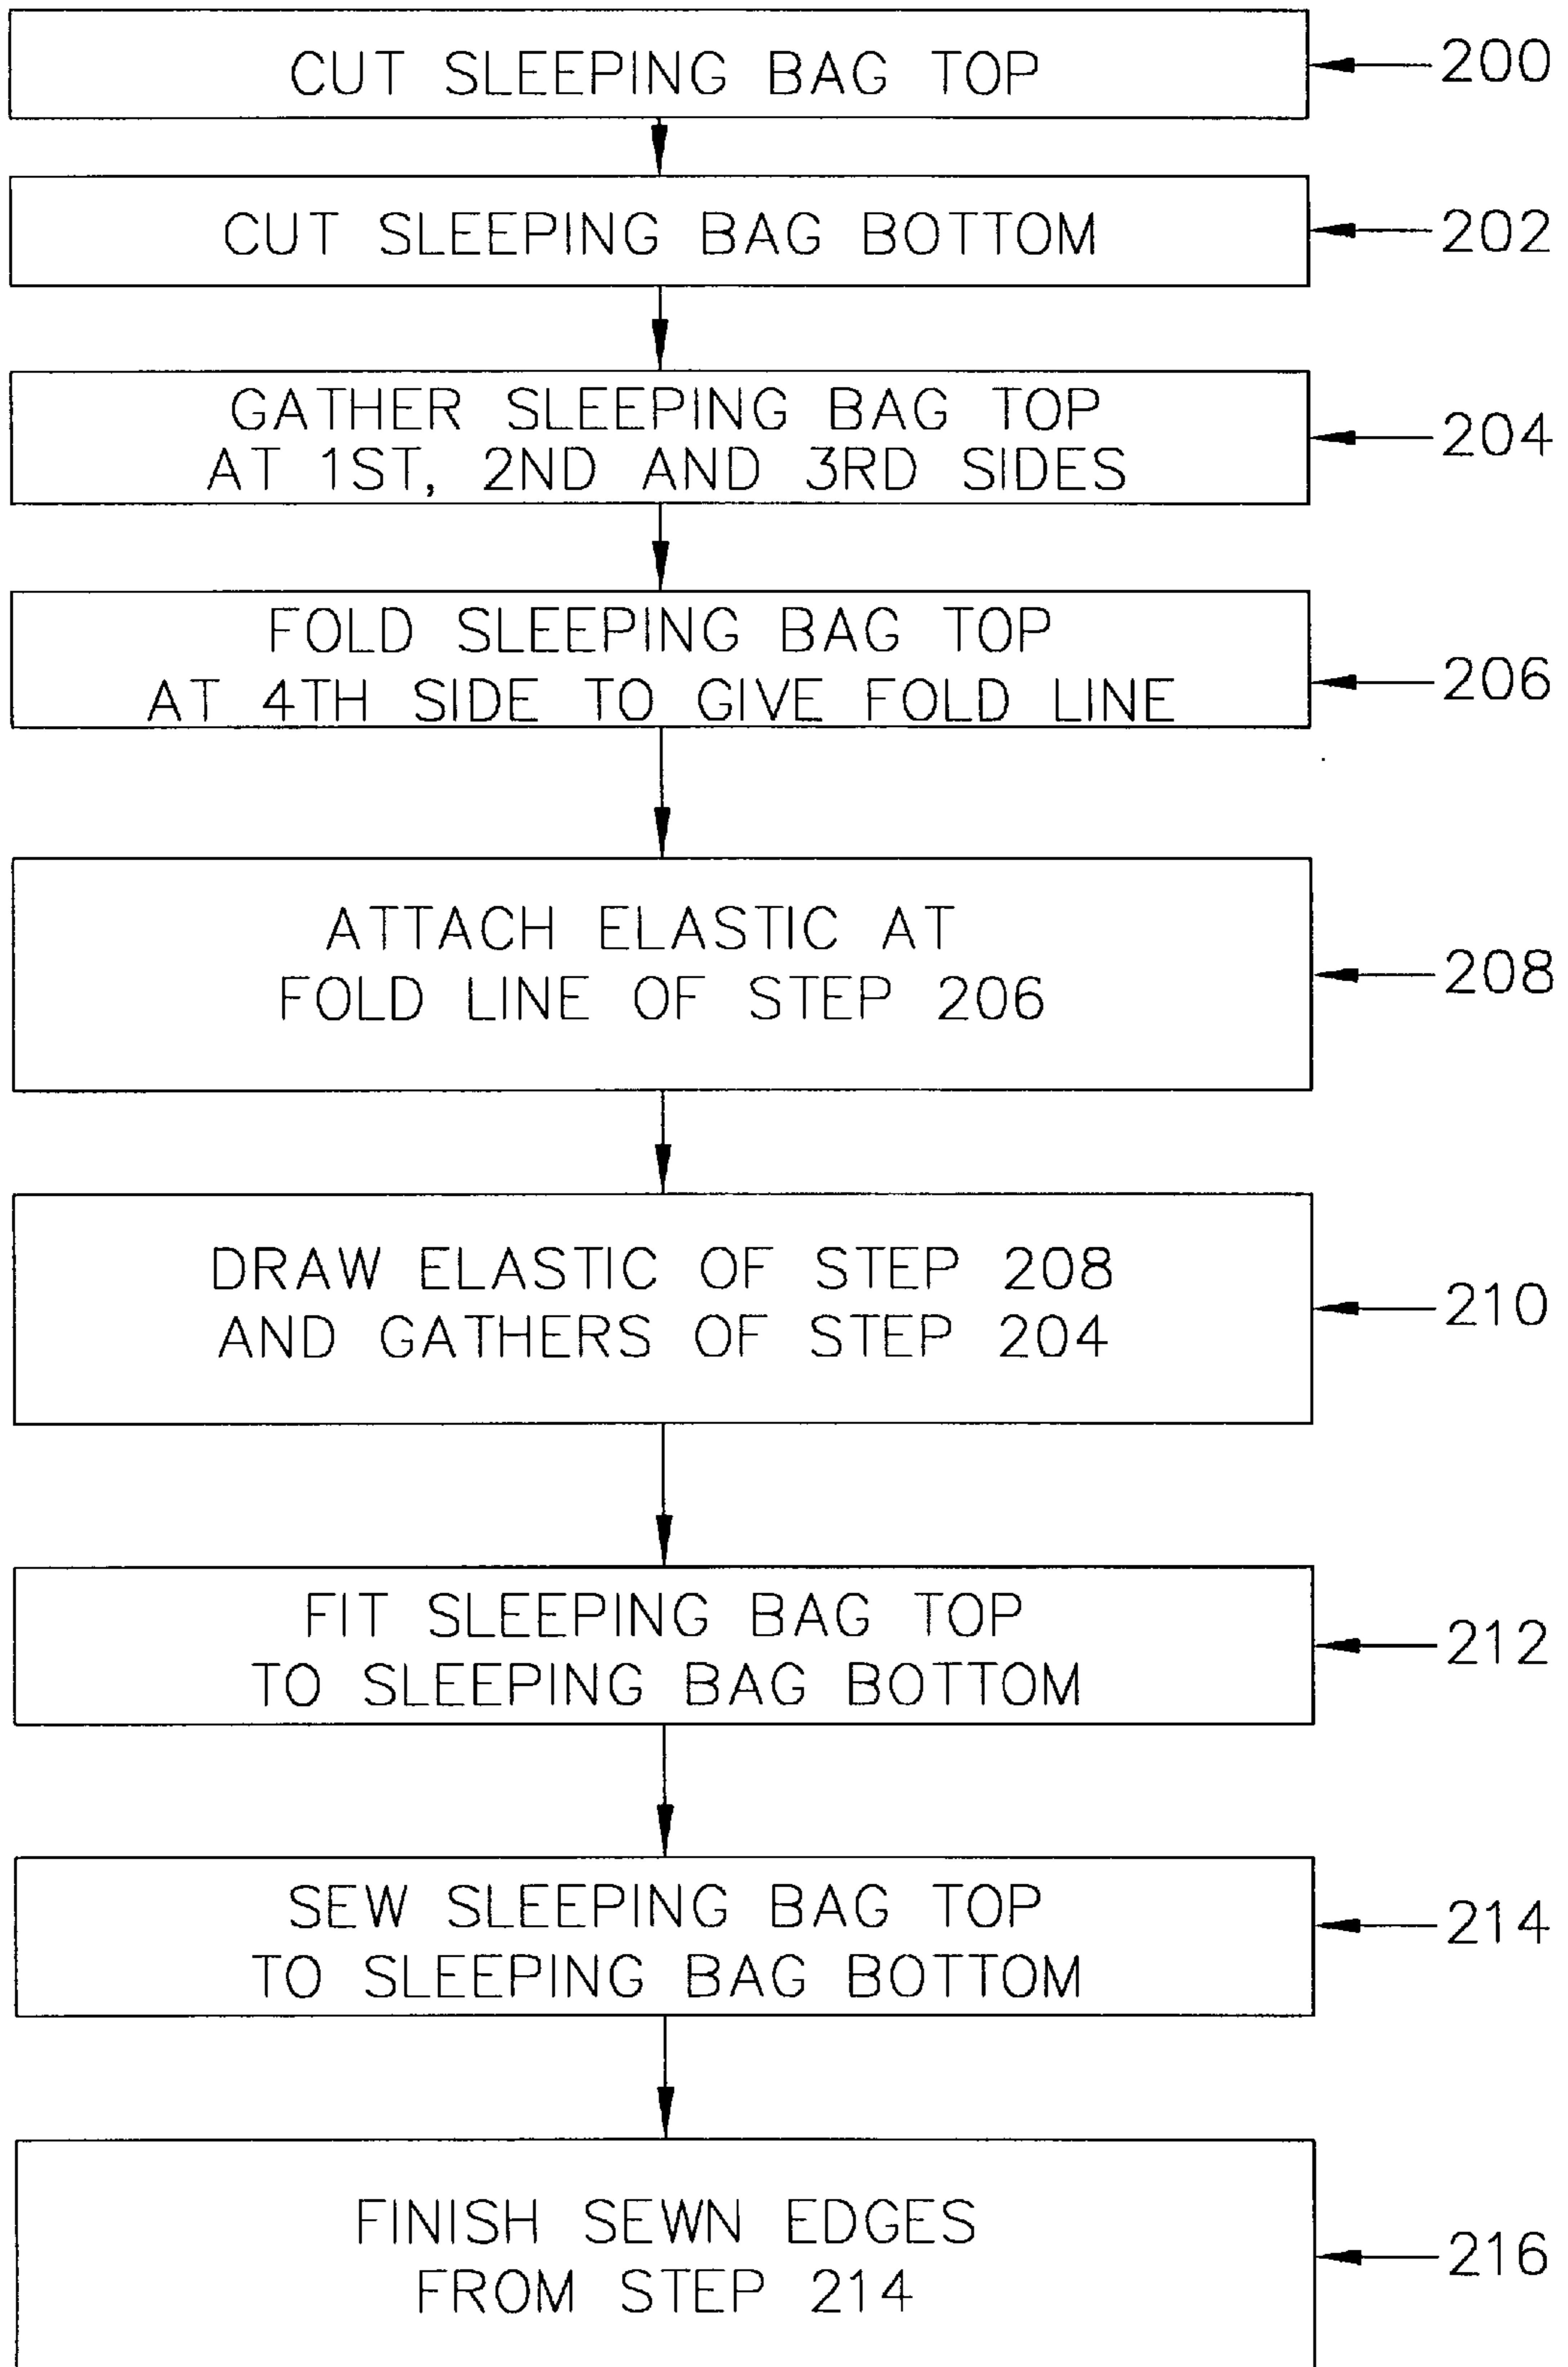 CUT SLEEPING BAG TOP
200
CUT SLEEPING BAG BOTTOM
202
GATHER SLEEPING BAG TOP
AT 1ST, 2ND AND 3RD SIDES
204
FOLD SLEEPING BAG TOP
AT 4TH SIDE TO GIVE FOLD LINE
206
ATTACH ELASTIC AT
FOLD LINE OF STEP 206
208
DRAW ELASTIC OF STEP 208
AND GATHERS OF STEP 204
210
FIT SLEEPING BAG TOP
TO SLEEPING BAG BOTTOM
212
SEW SLEEPING BAG TOP
TO SLEEPING BAG BOTTOM
214
FINISH SEWN EDGES
FROM STEP 214
216